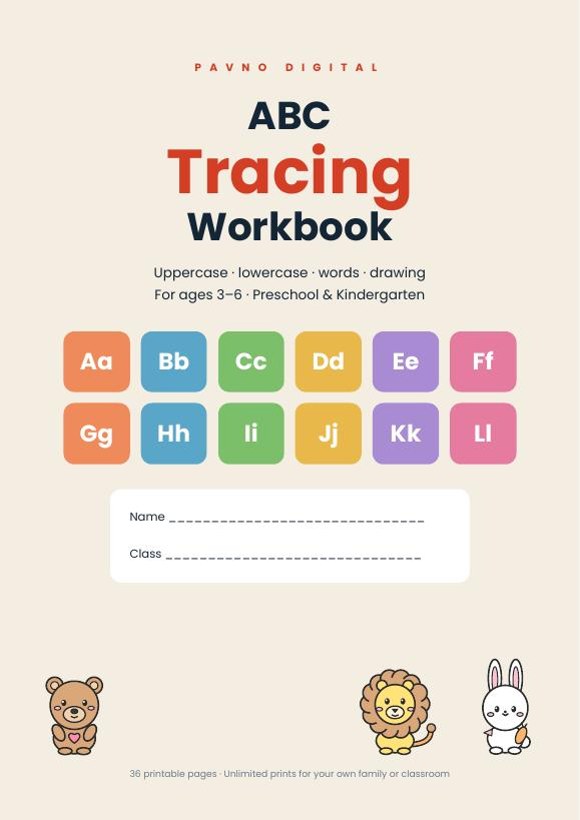 PAVNO DIGITAL
ABC
Tracing
Workbook
Uppercase · lowercase · words · drawing
For ages 3–6 · Preschool & Kindergarten
Aa Bb Cc Dd Ee Ff
Gg Hh Ii Jj Kk Ll
Name ______________________________
Class ______________________________
36 printable pages · Unlimited prints for your own family or classroom